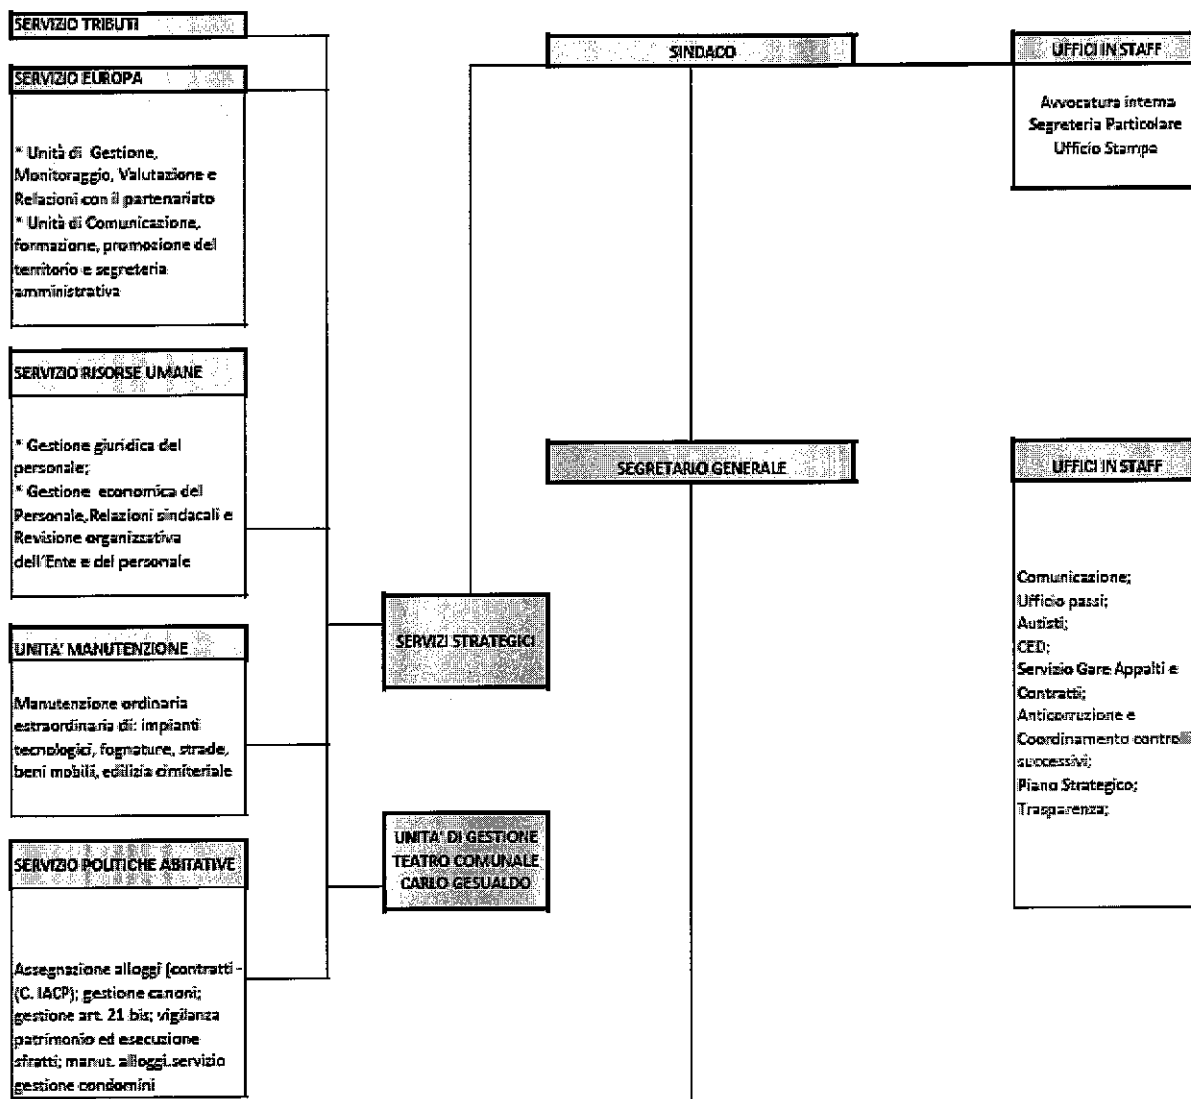 SERVIZIO TRIBUTI
SERVIZIO EUROPA
* Unità di Gestione,
Monitoraggio, Valutazione e
Relazioni con il partenariato
* Unità di Comunicazione,
formazione, promozione del
territorio e segreteria
amministrativa
SERVIZIO RISORSE UMANE
* Gestione giuridica del
personale;
* Gestione economica del
Personale,Relazioni sindacali e
Revisione organizzativa
dell'Ente e del personale
UNITA' MANUTENZIONE
Manutenzione ordinaria
estraordinaria di: impianti
tecnologici, fognature, strade,
beni mobili, edilizia cimiteriale
SERVIZIO POLITICHE ABITATIVE
Assegnazione alloggi (contratti -
(C. IACP); gestione canoni;
gestione art. 21 bis; vigilanza
patrimonio ed esecuzione
sfratti; manut. alloggi.servizio
gestione condomini
SERVIZI STRATEGICI
UNITA' DI GESTIONE
TEATRO COMUNALE
CARLO GESUALDO
SINDACO
SEGRETARIO GENERALE
UFFICI IN STAFF
Avvocatura interna
Segreteria Particolare
Ufficio Stampa
UFFICI IN STAFF
Comunicazione;
Ufficio passi;
Autisti;
CED;
Servizio Gare Appalti e
Contratti;
Anticorruzione e
Coordinamento controlli
successivi;
Piano Strategico;
Trasparenza;